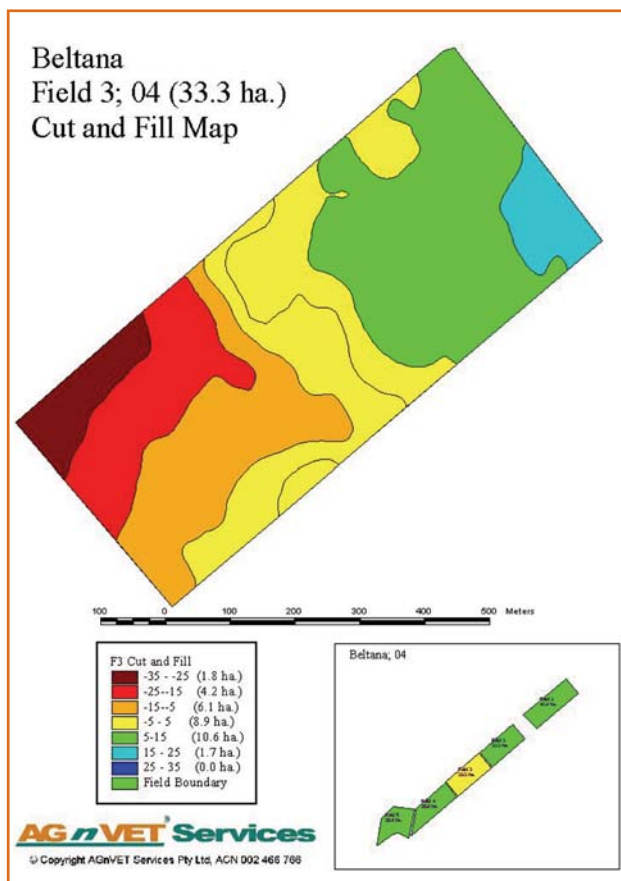 Beltana
Field 3; 04 (33.3 ha.)
Cut and Fill Map
100 0 100 200 300 400 500 Meters
F3 Cut and Fill
-35 - -25 (1.8 ha.)
-25--15 (4.2 ha.)
-15--5 (6.1 ha.)
-5 - 5 (8.9 ha.)
5-15 (10.6 ha.)
15 - 25 (1.7 ha.)
25 - 35 (0.0 ha.)
Field Boundary
Beltana; 04
Field 3
AGnVET Services
© Copyright AGnVET Services Pty Ltd, ACN 002 466 766